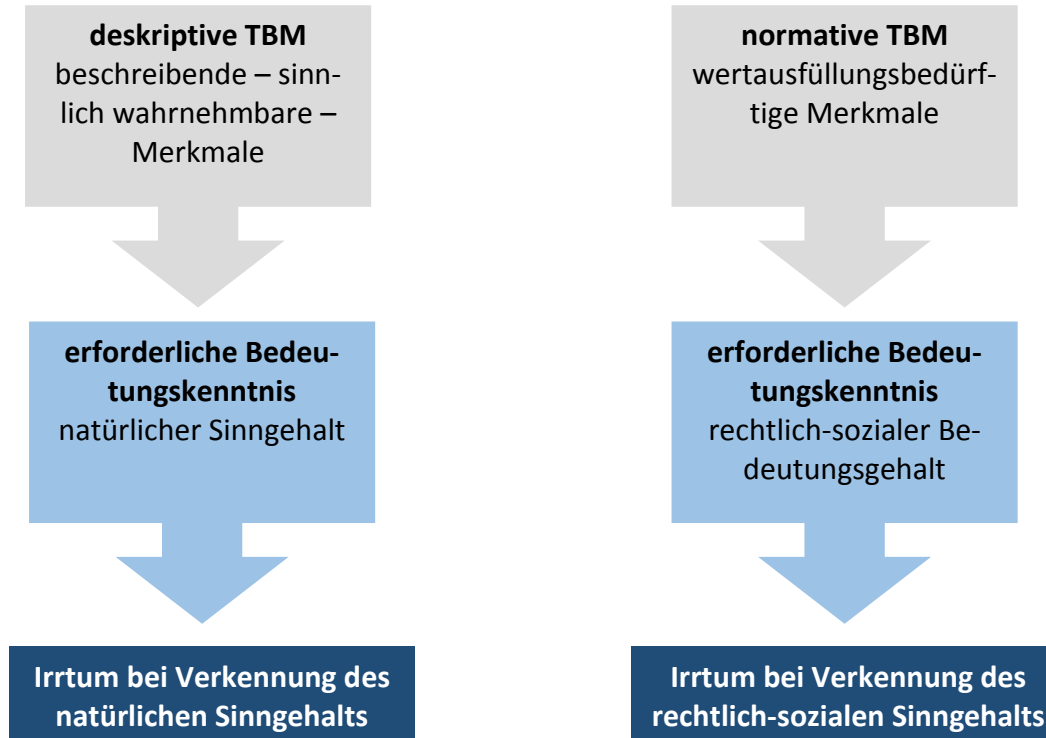 deskriptive TBM
beschreibende – sinn-
lich wahrnehmbare –
Merkmale
erforderliche Bedeu-
tungskenntnis
natürlicher Sinngehalt
Irrtum bei Verkennung des
natürlichen Sinngehalts
normative TBM
wertausfüllungsbedürf-
tige Merkmale
erforderliche Bedeu-
tungskenntnis
rechtlich-sozialer Be-
deutungsgehalt
Irrtum bei Verkennung des
rechtlich-sozialen Sinngehalts